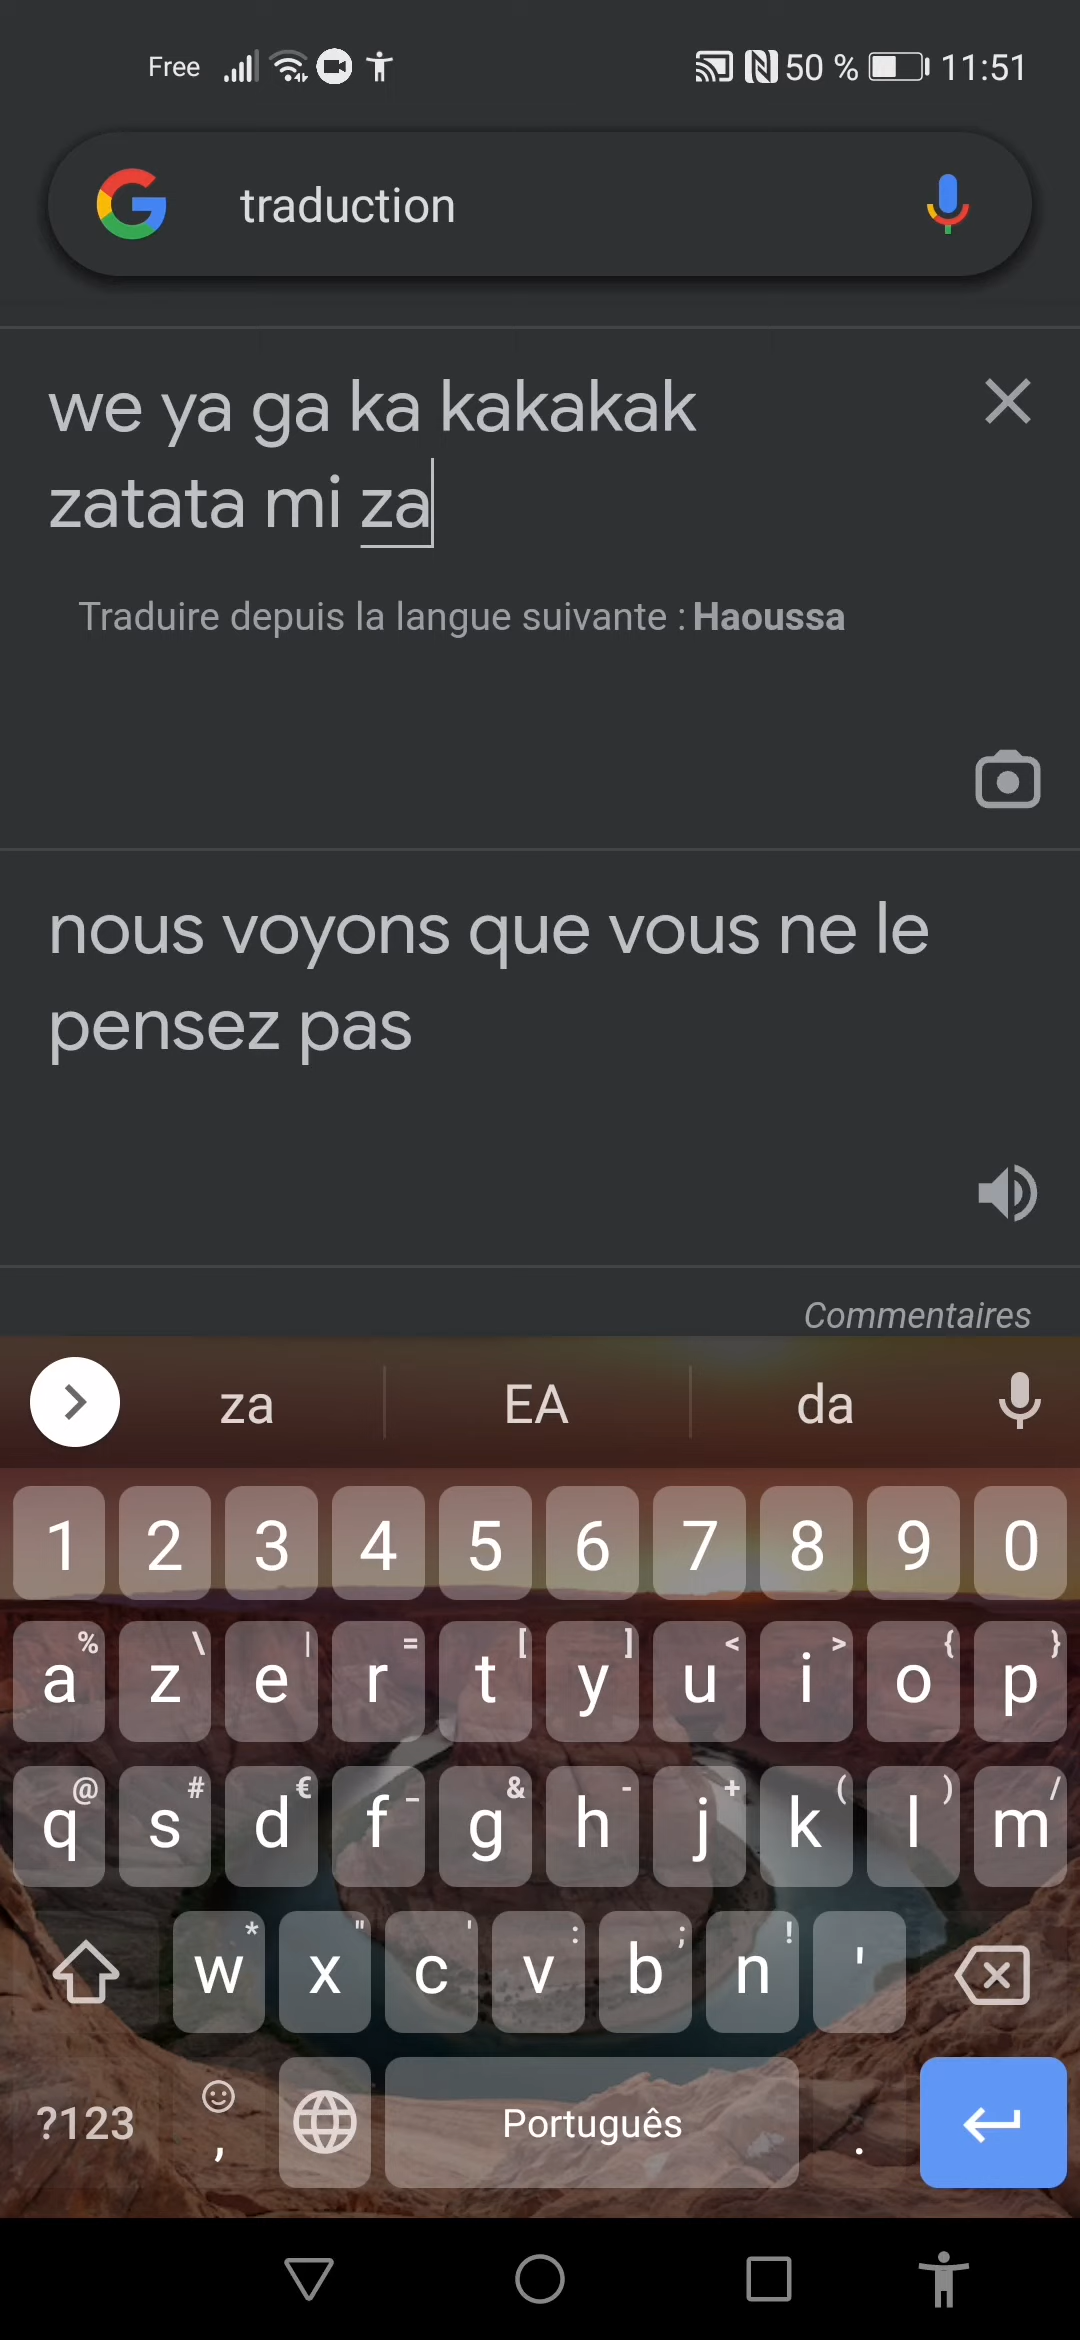 Free 50 % 11:51
traduction
we ya ga ka kakakak
zatata mi za
Traduire depuis la langue suivante : Haoussa
nous voyons que vous ne le
pensez pas
Commentaires
za EA da
1 2 3 4 5 6 7 8 9 0
% \ | = [ ] < > { }
a z e r t y u i o p
@ # € _ & - + ( ) /
q s d f g h j k l m
* " ' : ; !
w x c v b n '
?123 , Português .